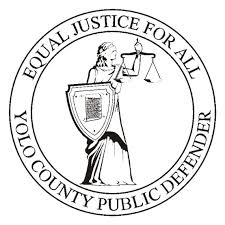 EQUAL JUSTICE FOR ALL
YOLO COUNTY PUBLIC DEFENDER